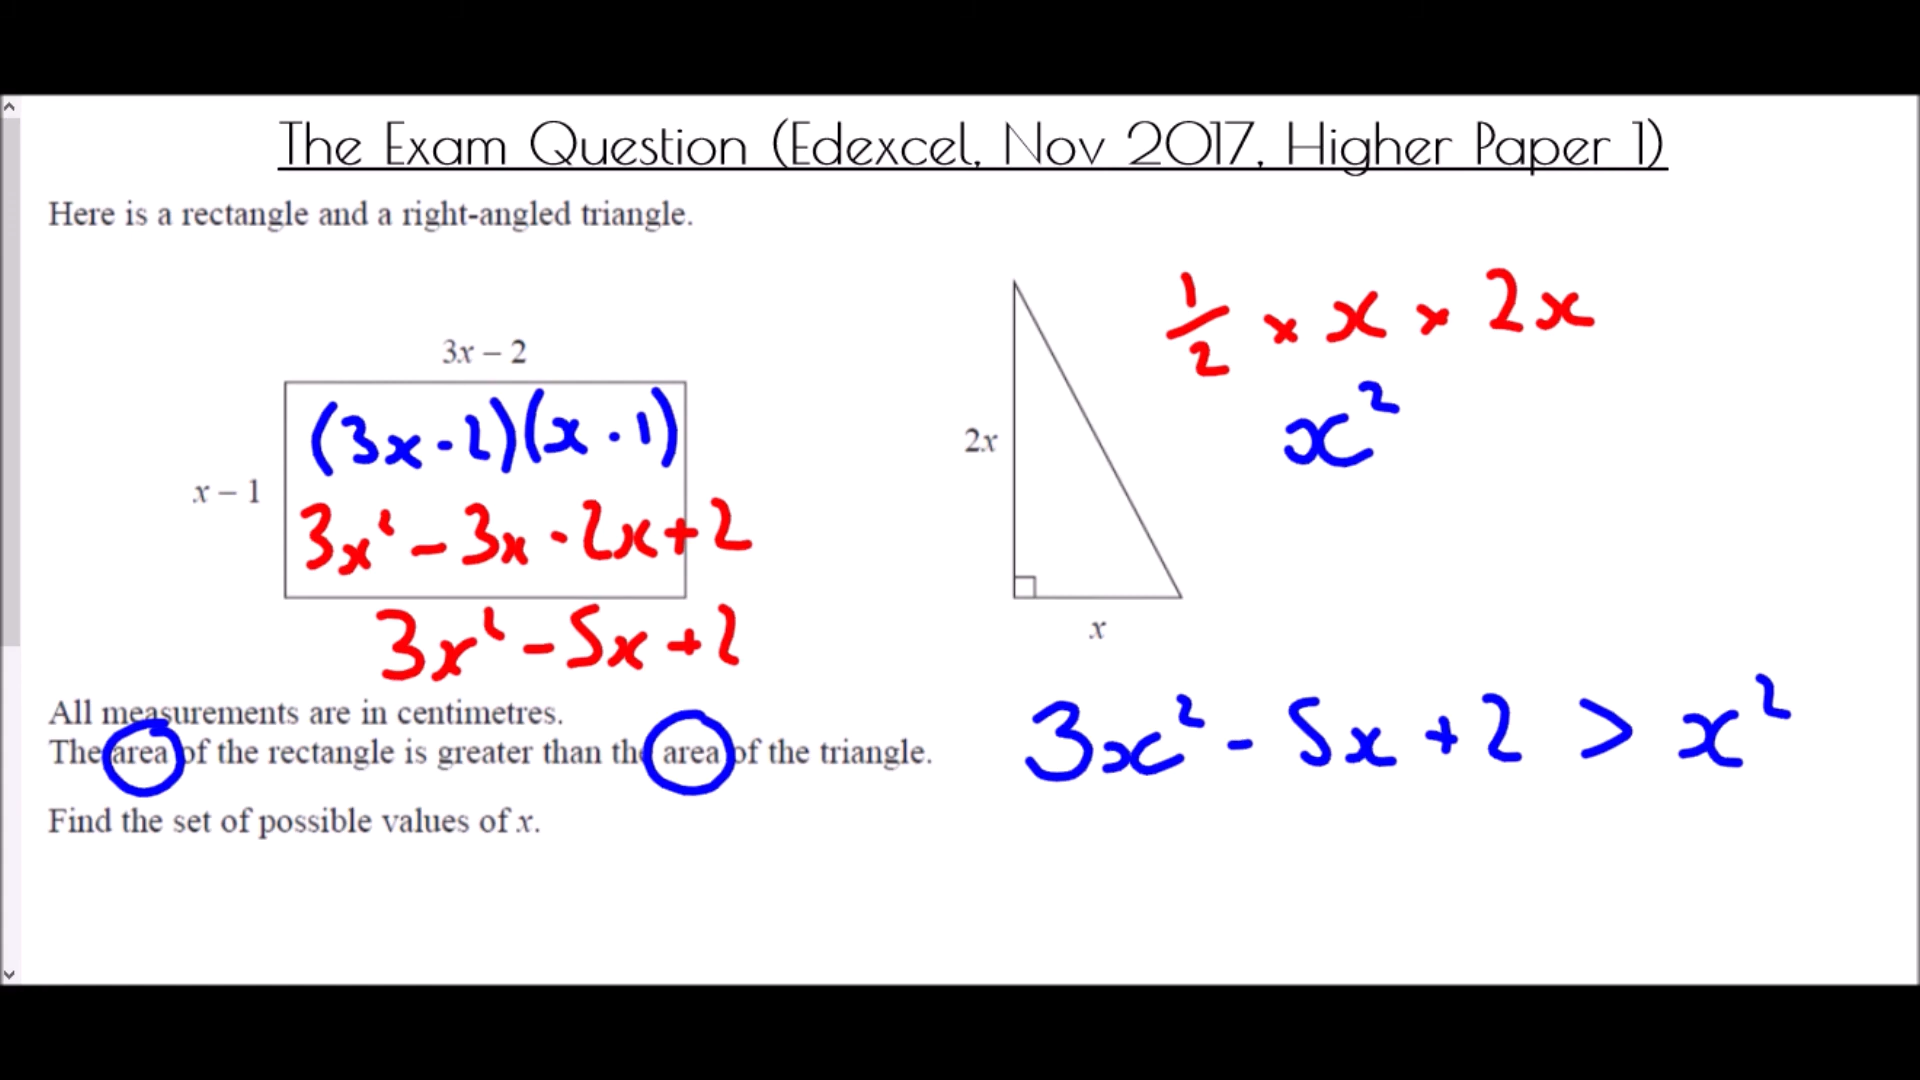 The Exam Question (Edexcel, Nov 2017, Higher Paper 1)
Here is a rectangle and a right-angled triangle.
½ × x × 2x
x²
3x – 2
(3x - 2)(x - 1)
x – 1
3x² - 3x - 2x + 2
3x² - 5x + 2
2x
x
All measurements are in centimetres.
The area of the rectangle is greater than the area of the triangle.
3x² - 5x + 2 > x²
Find the set of possible values of x.